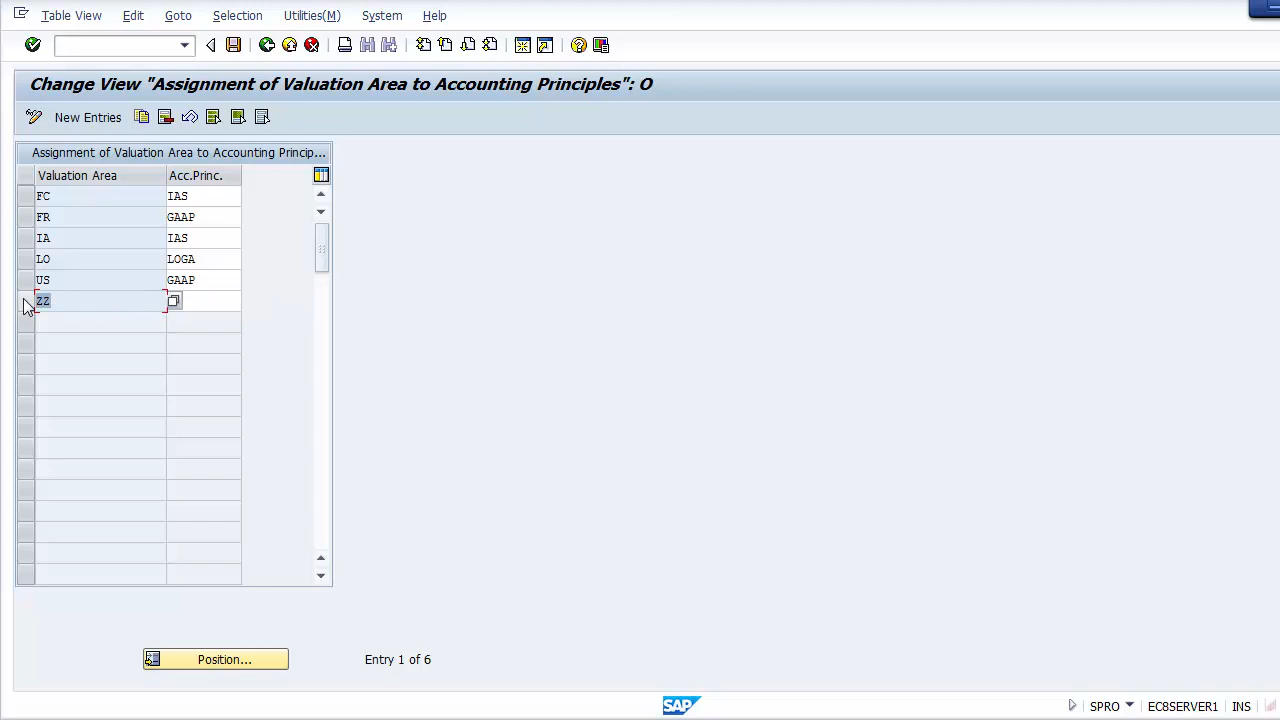 Table View Edit Goto Selection Utilities(M) System Help
Change View "Assignment of Valuation Area to Accounting Principles": O
New Entries
Assignment of Valuation Area to Accounting Princip...
Valuation Area Acc.Princ.
FC IAS
FR GAAP
IA IAS
LO LOGA
US GAAP
ZZ
Position... Entry 1 of 6
SAP SPRO EC8SERVER1 INS